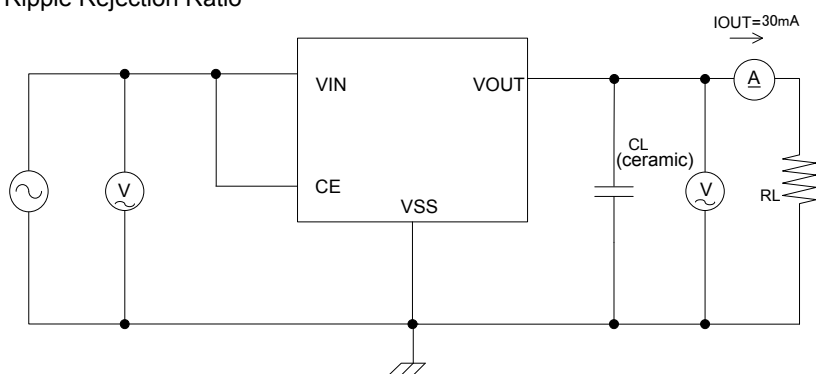 Ripple Rejection Ratio
IOUT=30mA
VIN
VOUT
A
CL
(ceramic)
V
CE
V
RL
VSS